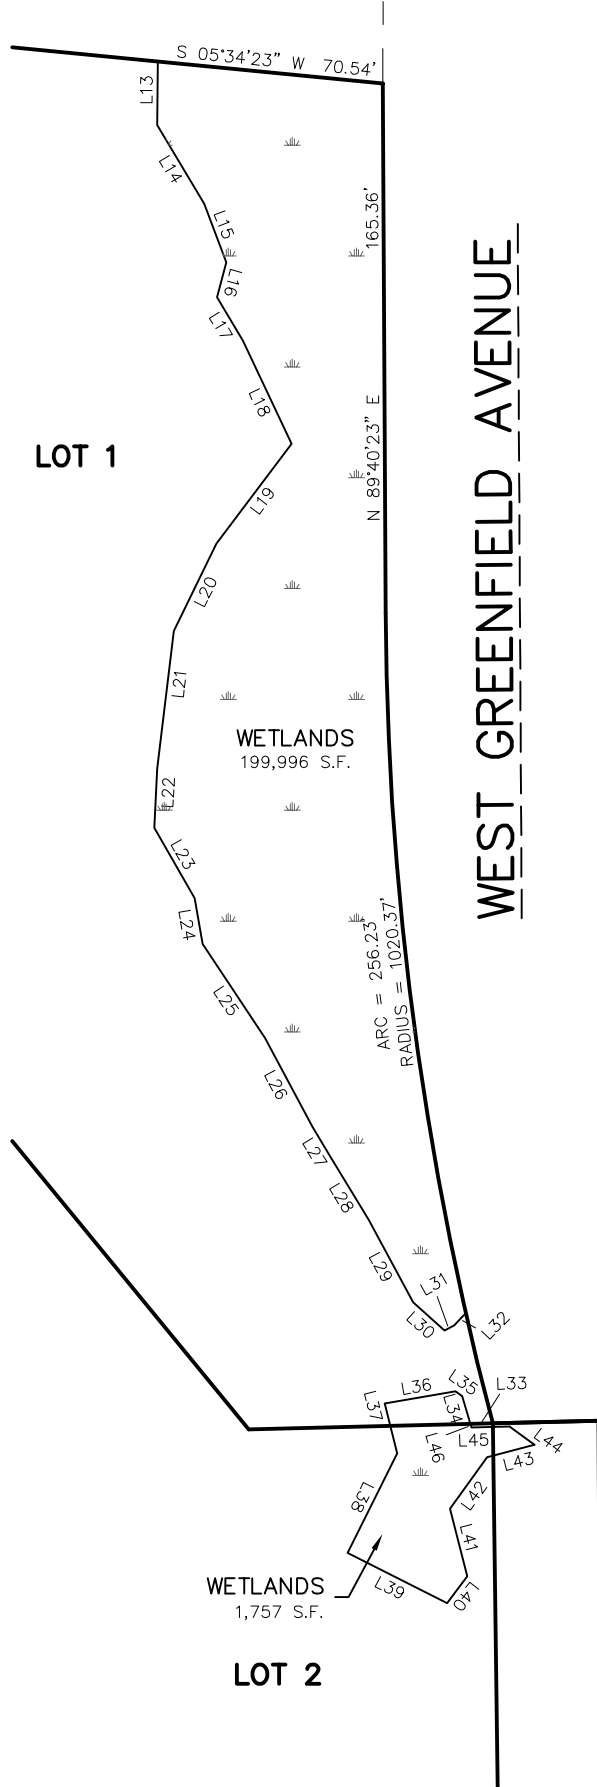 S 05°34'23" W 70.54'
L13
L14
L15
L16
L17
L18
L19
L20
L21
L22
L23
L24
L25
L26
L27
L28
L29
L30
L31
L32
165.36'
N 89°40'23" E
WEST GREENFIELD AVENUE
LOT 1
WETLANDS
199,996 S.F.
ARC = 256.23'
RADIUS = 1020.37'
L33
L34
L35
L36
L37
L38
L39
L40
L41
L42
L43
L44
L45
L46
WETLANDS
1,757 S.F.
LOT 2